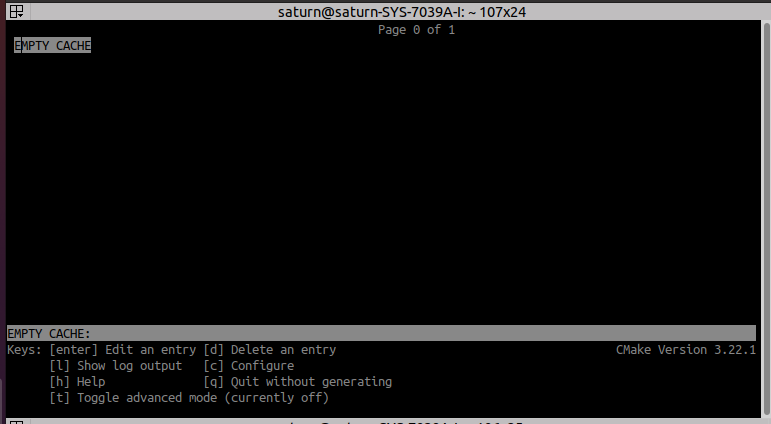 saturn@saturn-SYS-7039A-I: ~ 107x24
Page 0 of 1
EMPTY CACHE
EMPTY CACHE:
Keys: [enter] Edit an entry [d] Delete an entry CMake Version 3.22.1
[l] Show log output [c] Configure
[h] Help [q] Quit without generating
[t] Toggle advanced mode (currently off)